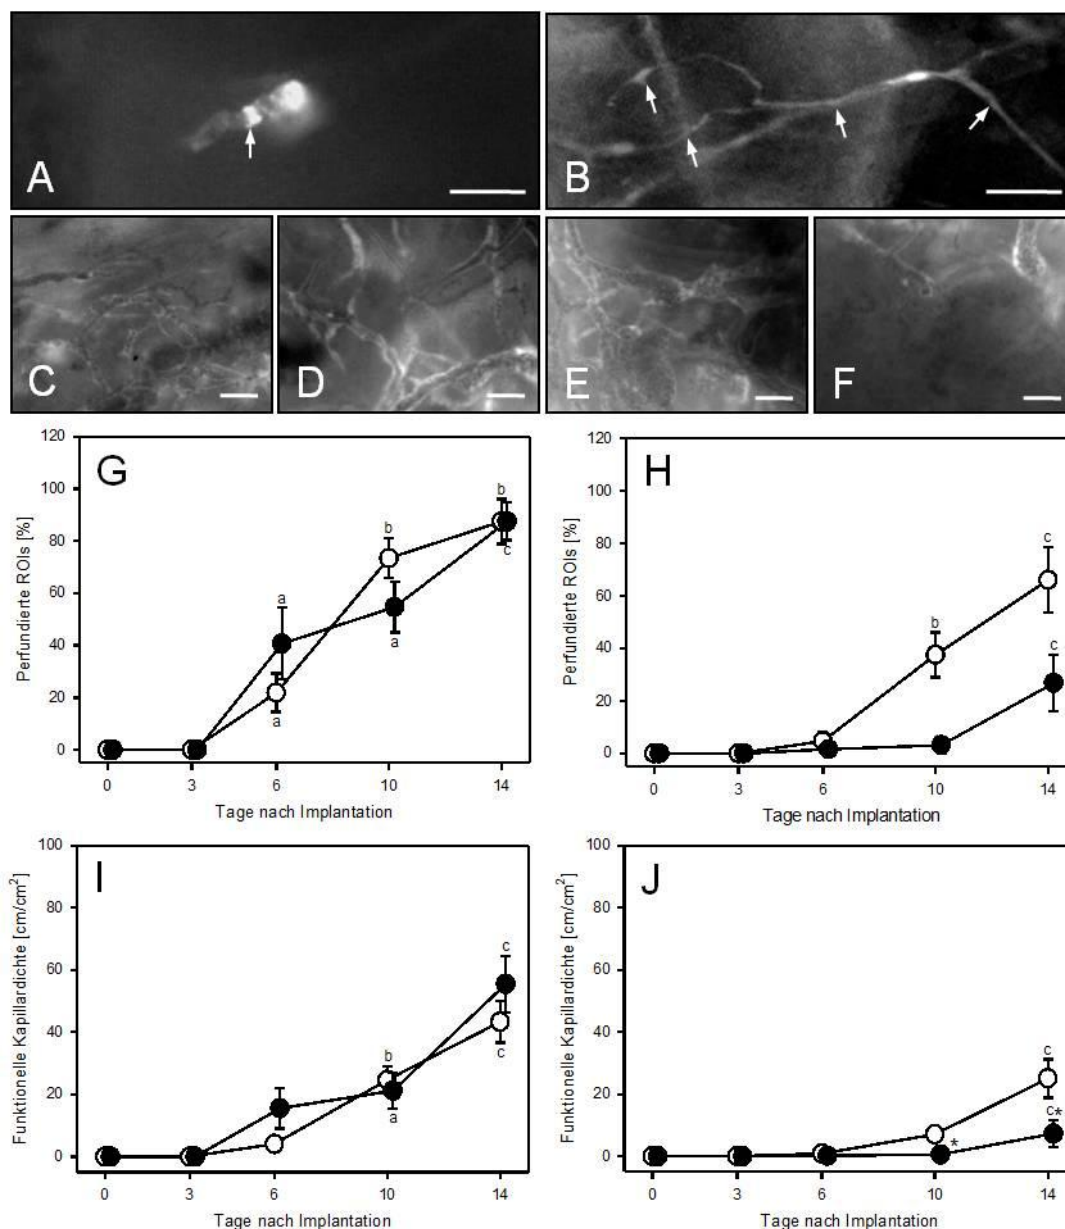 A
B
C
D
E
F
G
120
100
80
60
40
20
0
Perfundierte ROIs [%]
a
a
b
a
b
c
0 3 6 10 14
Tage nach Implantation
H
120
100
80
60
40
20
0
Perfundierte ROIs [%]
b
c
c
0 3 6 10 14
Tage nach Implantation
I
100
80
60
40
20
0
Funktionelle Kapillardichte [cm/cm²]
b
a
c
c
0 3 6 10 14
Tage nach Implantation
J
100
80
60
40
20
0
Funktionelle Kapillardichte [cm/cm²]
*
c
c*
0 3 6 10 14
Tage nach Implantation